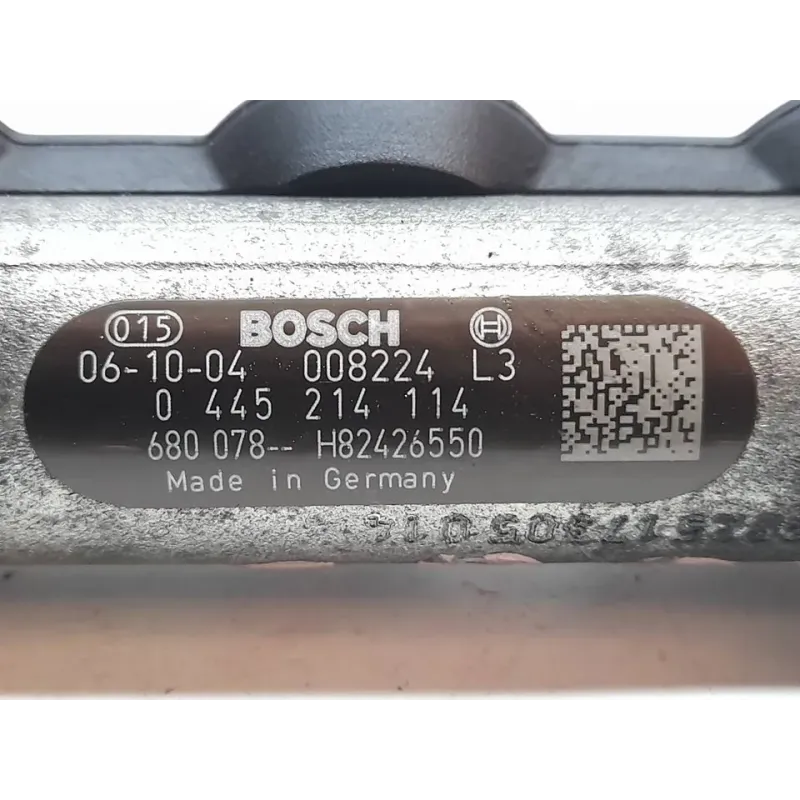 015 BOSCH H
06-10-04 008224 L3
0 445 214 114
680 078-- H82426550
Made in Germany